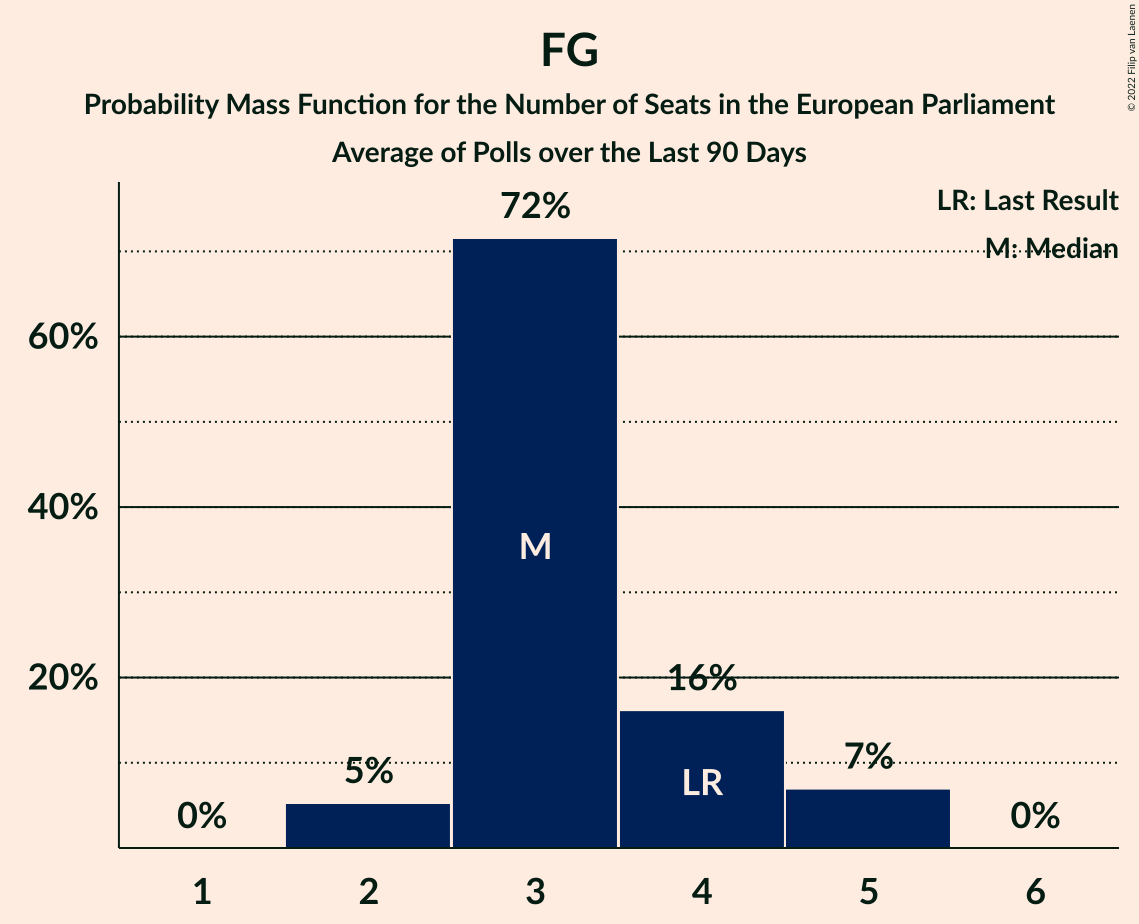 FG
Probability Mass Function for the Number of Seats in the European Parliament
Average of Polls over the Last 90 Days
© 2022 Filip van Laenen
LR: Last Result
M: Median
72%
60%
40%
M
20%
16%
LR
5%
7%
0%
0%
1 2 3 4 5 6